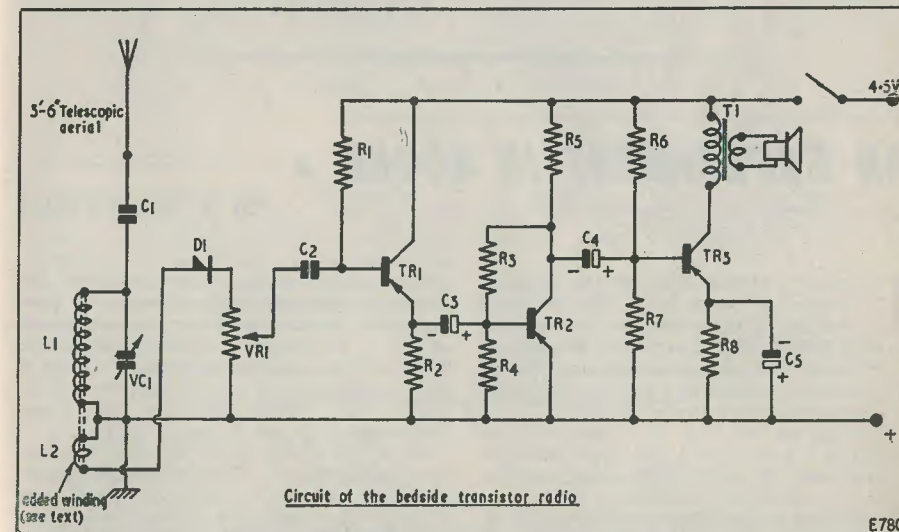 3'-6" Telescopic
aerial
C1
L1
VC1
L2
added winding
(see text)
D1
VR1
C2
R1
TR1
R2
C3
R3
R4
R5
TR2
C4
R6
R7
T1
TR3
R8
C5
4·5V
-
+
-
+
-
+
+
Circuit of the bedside transistor radio
E780